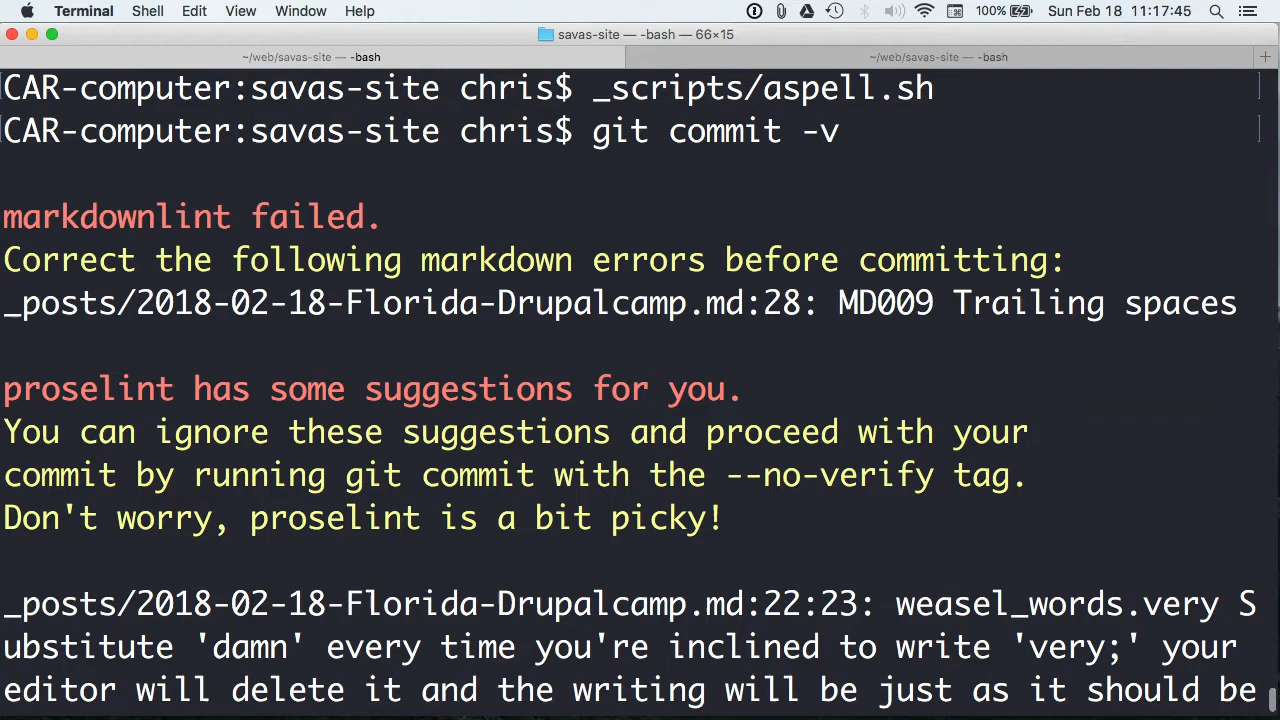 Terminal Shell Edit View Window Help 100% Sun Feb 18 11:17:45
savas-site — -bash — 66×15
~/web/savas-site — -bash ~/web/savas-site — -bash
CAR-computer:savas-site chris$ _scripts/aspell.sh
CAR-computer:savas-site chris$ git commit -v
markdownlint failed.
Correct the following markdown errors before committing:
_posts/2018-02-18-Florida-Drupalcamp.md:28: MD009 Trailing spaces
proselint has some suggestions for you.
You can ignore these suggestions and proceed with your
commit by running git commit with the --no-verify tag.
Don't worry, proselint is a bit picky!
_posts/2018-02-18-Florida-Drupalcamp.md:22:23: weasel_words.very S
ubstitute 'damn' every time you're inclined to write 'very;' your
editor will delete it and the writing will be just as it should be